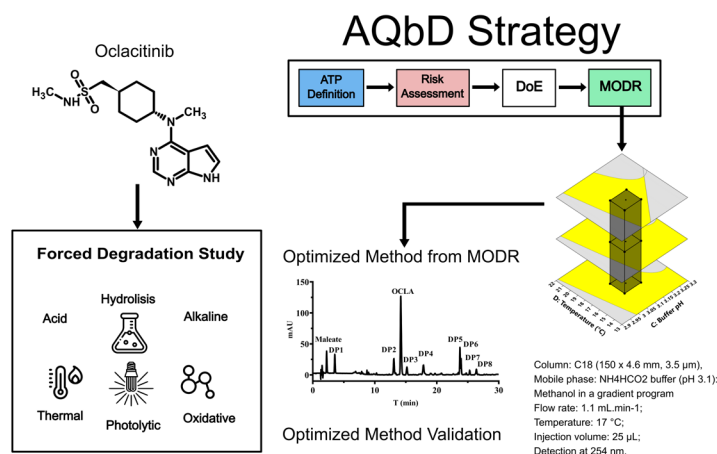 AQbD Strategy
Oclacitinib
ATP
Definition
Risk
Assessment
DoE
MODR
H3C
NH
S
O
O
CH3
N
N
N
NH
Forced Degradation Study
Hydrolisis
Acid
Alkaline
Thermal
Photolytic
Oxidative
Optimized Method from MODR
150
100
50
0
mAU
Maleate
DP1
DP2
OCLA
DP3
DP4
DP5
DP6
DP7
DP8
0
10
20
30
T (min)
Optimized Method Validation
D: Temperature (°C)
C: Buffer pH
Column: C18 (150 x 4.6 mm, 3.5 µm),
Mobile phase: NH4HCO2 buffer (pH 3.1):
Methanol in a gradient program
Flow rate: 1.1 mL.min-1;
Temperature: 17 °C;
Injection volume: 25 µL;
Detection at 254 nm.